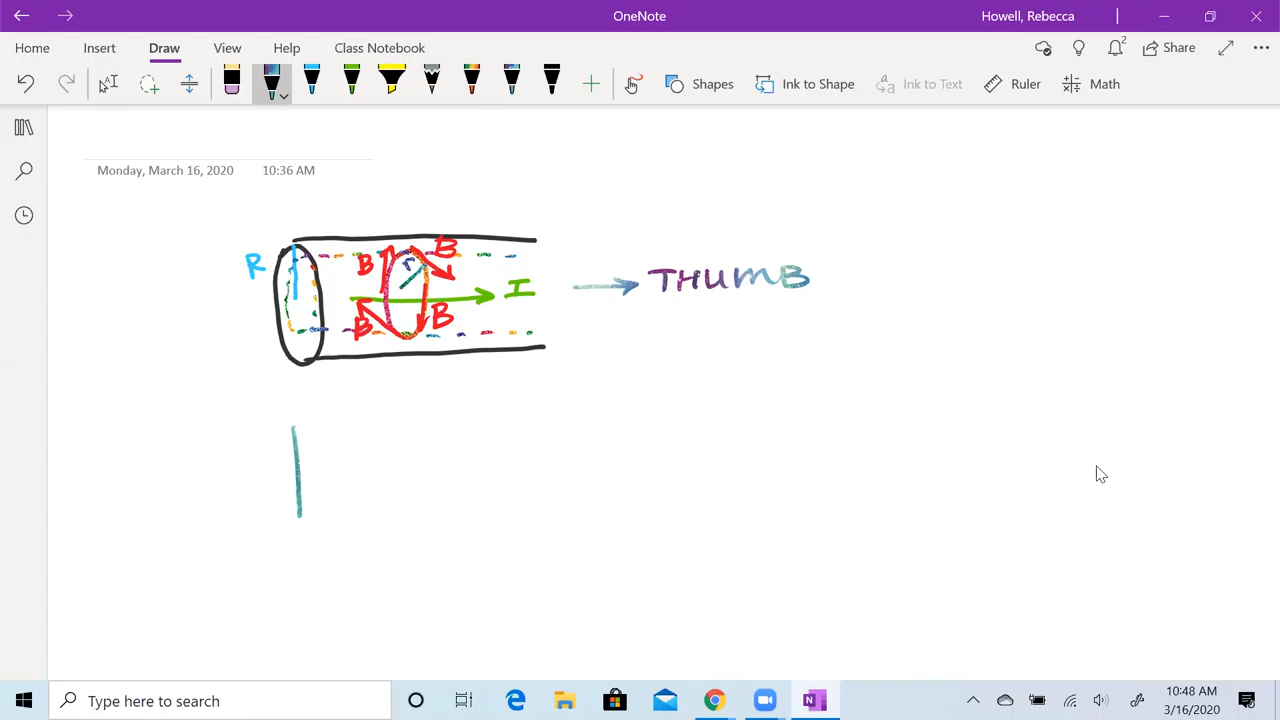 OneNote
Howell, Rebecca
Home Insert Draw View Help Class Notebook
2 Share
Shapes Ink to Shape Ink to Text Ruler Math
Monday, March 16, 2020 10:36 AM
R B r B I THUMB
B B
Type here to search
10:48 AM
3/16/2020